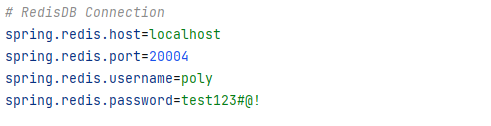 # RedisDB Connection
spring.redis.host=localhost
spring.redis.port=20004
spring.redis.username=poly
spring.redis.password=test123#@!